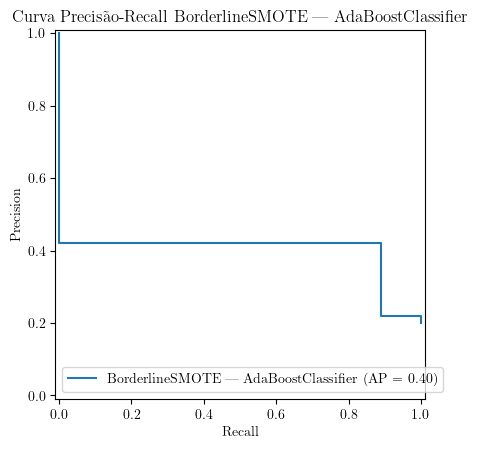 Curva Precisão-Recall BorderlineSMOTE — AdaBoostClassifier
1.0
0.8
0.6
0.4
0.2
0.0
Precision
BorderlineSMOTE — AdaBoostClassifier (AP = 0.40)
0.0 0.2 0.4 0.6 0.8 1.0
Recall